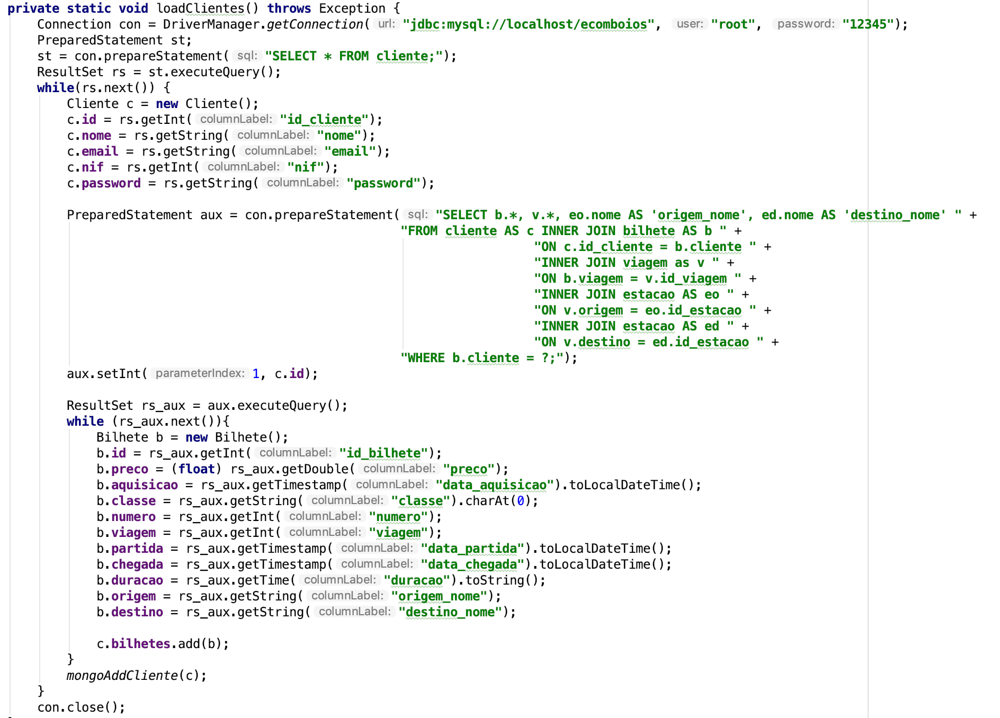 private static void loadClientes() throws Exception {
Connection con = DriverManager.getConnection( url: "jdbc:mysql://localhost/ecomboios", user: "root", password: "12345");
PreparedStatement st;
st = con.prepareStatement( sql: "SELECT * FROM cliente;");
ResultSet rs = st.executeQuery();
while(rs.next()) {
Cliente c = new Cliente();
c.id = rs.getInt( columnLabel: "id_cliente");
c.nome = rs.getString( columnLabel: "nome");
c.email = rs.getString( columnLabel: "email");
c.nif = rs.getInt( columnLabel: "nif");
c.password = rs.getString( columnLabel: "password");
PreparedStatement aux = con.prepareStatement( sql: "SELECT b.*, v.*, eo.nome AS 'origem_nome', ed.nome AS 'destino_nome' " +
"FROM cliente AS c INNER JOIN bilhete AS b " +
"ON c.id_cliente = b.cliente " +
"INNER JOIN viagem as v " +
"ON b.viagem = v.id_viagem " +
"INNER JOIN estacao AS eo " +
"ON v.origem = eo.id_estacao " +
"INNER JOIN estacao AS ed " +
"ON v.destino = ed.id_estacao " +
"WHERE b.cliente = ?;");
aux.setInt( parameterIndex: 1, c.id);
ResultSet rs_aux = aux.executeQuery();
while (rs_aux.next()){
Bilhete b = new Bilhete();
b.id = rs_aux.getInt( columnLabel: "id_bilhete");
b.preco = (float) rs_aux.getDouble( columnLabel: "preco");
b.aquisicao = rs_aux.getTimestamp( columnLabel: "data_aquisicao").toLocalDateTime();
b.classe = rs_aux.getString( columnLabel: "classe").charAt(0);
b.numero = rs_aux.getInt( columnLabel: "numero");
b.viagem = rs_aux.getInt( columnLabel: "viagem");
b.partida = rs_aux.getTimestamp( columnLabel: "data_partida").toLocalDateTime();
b.chegada = rs_aux.getTimestamp( columnLabel: "data_chegada").toLocalDateTime();
b.duracao = rs_aux.getTime( columnLabel: "duracao").toString();
b.origem = rs_aux.getString( columnLabel: "origem_nome");
b.destino = rs_aux.getString( columnLabel: "destino_nome");
c.bilhetes.add(b);
}
mongoAddCliente(c);
}
con.close();